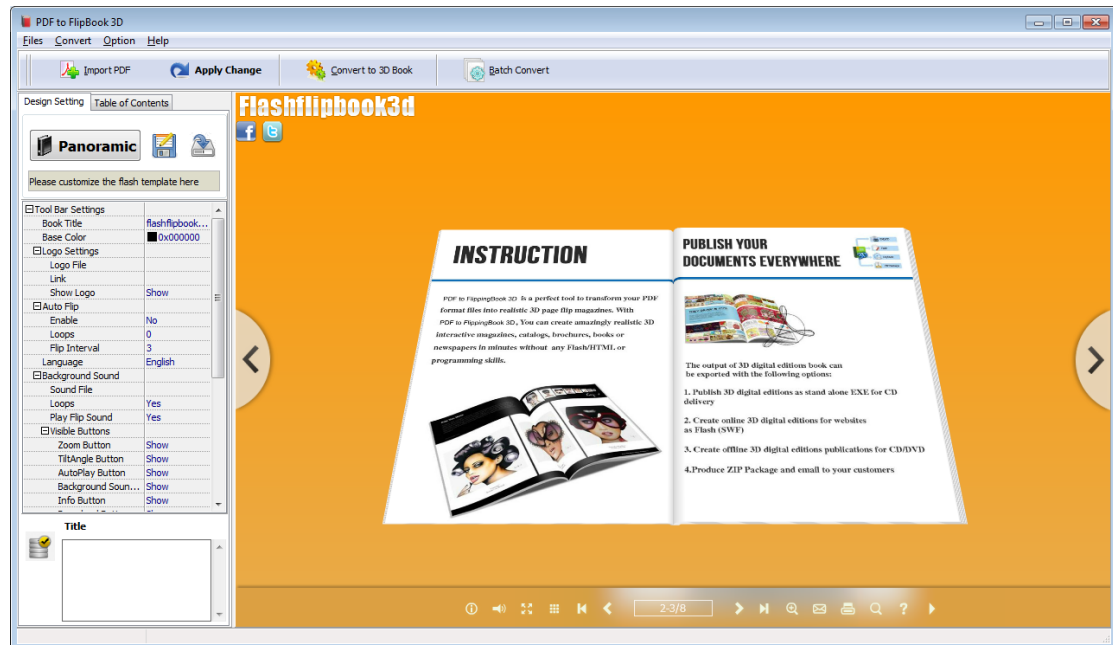 PDF to FlipBook 3D
Files Convert Option Help
Import PDF Apply Change Convert to 3D Book Batch Convert
Design Setting Table of Contents
Panoramic
Please customize the flash template here
Tool Bar Settings
Book Title flashflipbook...
Base Color 0x000000
Logo Settings
Logo File
Link
Show Logo Show
Auto Flip
Enable No
Loops 0
Flip Interval 3
Language English
Background Sound
Sound File
Loops Yes
Play Flip Sound Yes
Visible Buttons
Zoom Button Show
TiltAngle Button Show
AutoPlay Button Show
Background Soun... Show
Info Button Show
Title
Flashflipbook3d
INSTRUCTION
PDF to FlippingBook 3D is a perfect tool to transform your PDF
format files into realistic 3D page flip magazines. With
PDF to FlippingBook 3D, You can create amazingly realistic 3D
interactive magazines, catalogs, brochures, books or
newspapers in minutes without any Flash/HTML or
programming skills.
PUBLISH YOUR
DOCUMENTS EVERYWHERE
The output of 3D digital editions book can
be exported with the following options:
1. Publish 3D digital editions as stand alone EXE for CD
delivery
2. Create online 3D digital editions for websites
as Flash (SWF)
3. Create offline 3D digital editions publications for CD/DVD
4.Produce ZIP Package and email to your customers
2-3/8